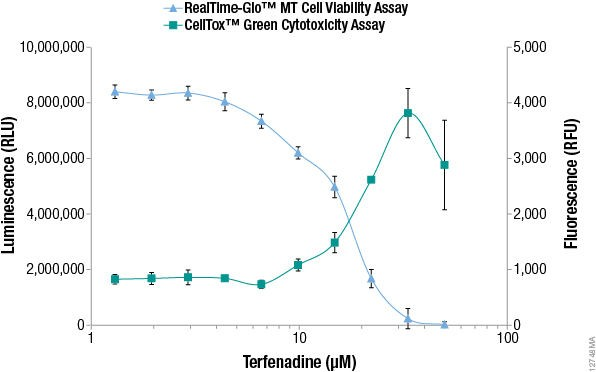 RealTime-Glo™ MT Cell Viability Assay
CellTox™ Green Cytotoxicity Assay
10,000,000
8,000,000
6,000,000
4,000,000
2,000,000
0
Luminescence (RLU)
5,000
4,000
3,000
2,000
1,000
0
Fluorescence (RFU)
1
10
100
Terfenadine (µM)
12748MA